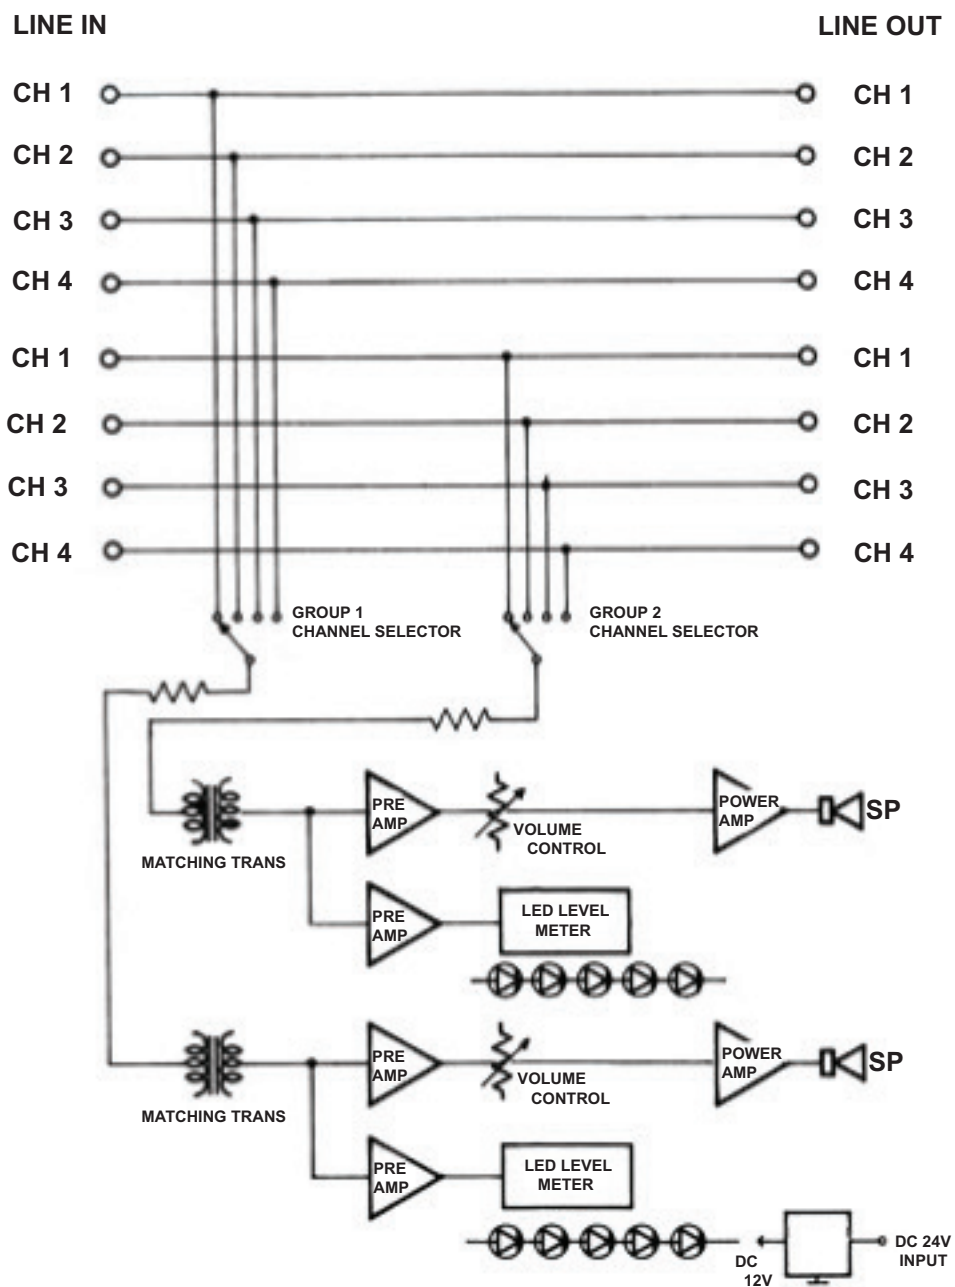 LINE IN LINE OUT
CH 1 CH 1
CH 2 CH 2
CH 3 CH 3
CH 4 CH 4
CH 1 CH 1
CH 2 CH 2
CH 3 CH 3
CH 4 CH 4
GROUP 1
CHANNEL SELECTOR
GROUP 2
CHANNEL SELECTOR
MATCHING TRANS
PRE
AMP
VOLUME
CONTROL
POWER
AMP
SP
PRE
AMP
LED LEVEL
METER
MATCHING TRANS
PRE
AMP
VOLUME
CONTROL
POWER
AMP
SP
PRE
AMP
LED LEVEL
METER
DC
12V
DC 24V
INPUT